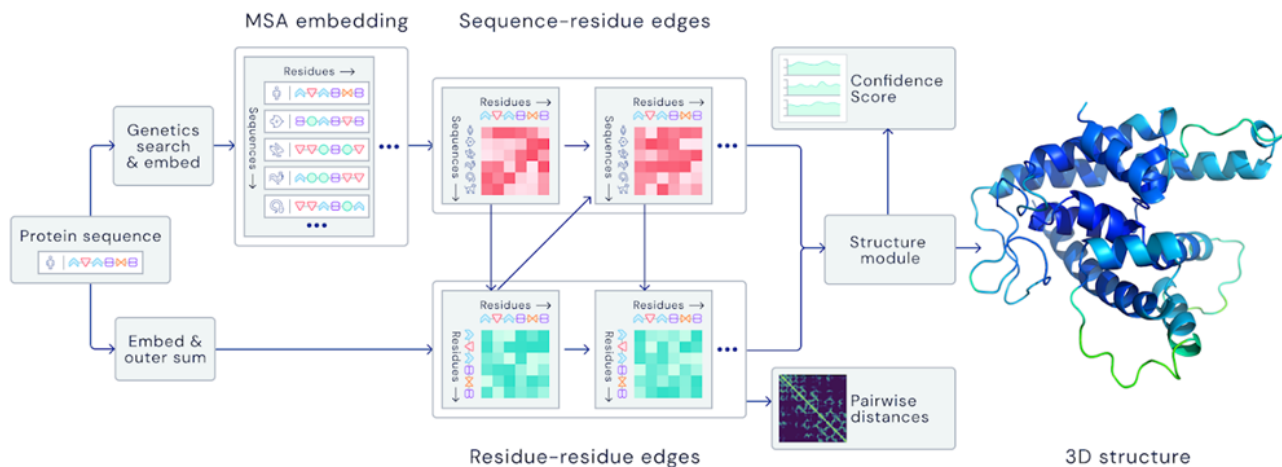 MSA embedding
Sequence-residue edges
Residues →
Sequences →
Genetics
search
& embed
Protein sequence
Embed &
outer sum
Residues →
Sequences →
Residues →
Sequences →
Residues →
Residues →
Residues →
Residues →
Residue-residue edges
Confidence
Score
Structure
module
Pairwise
distances
3D structure